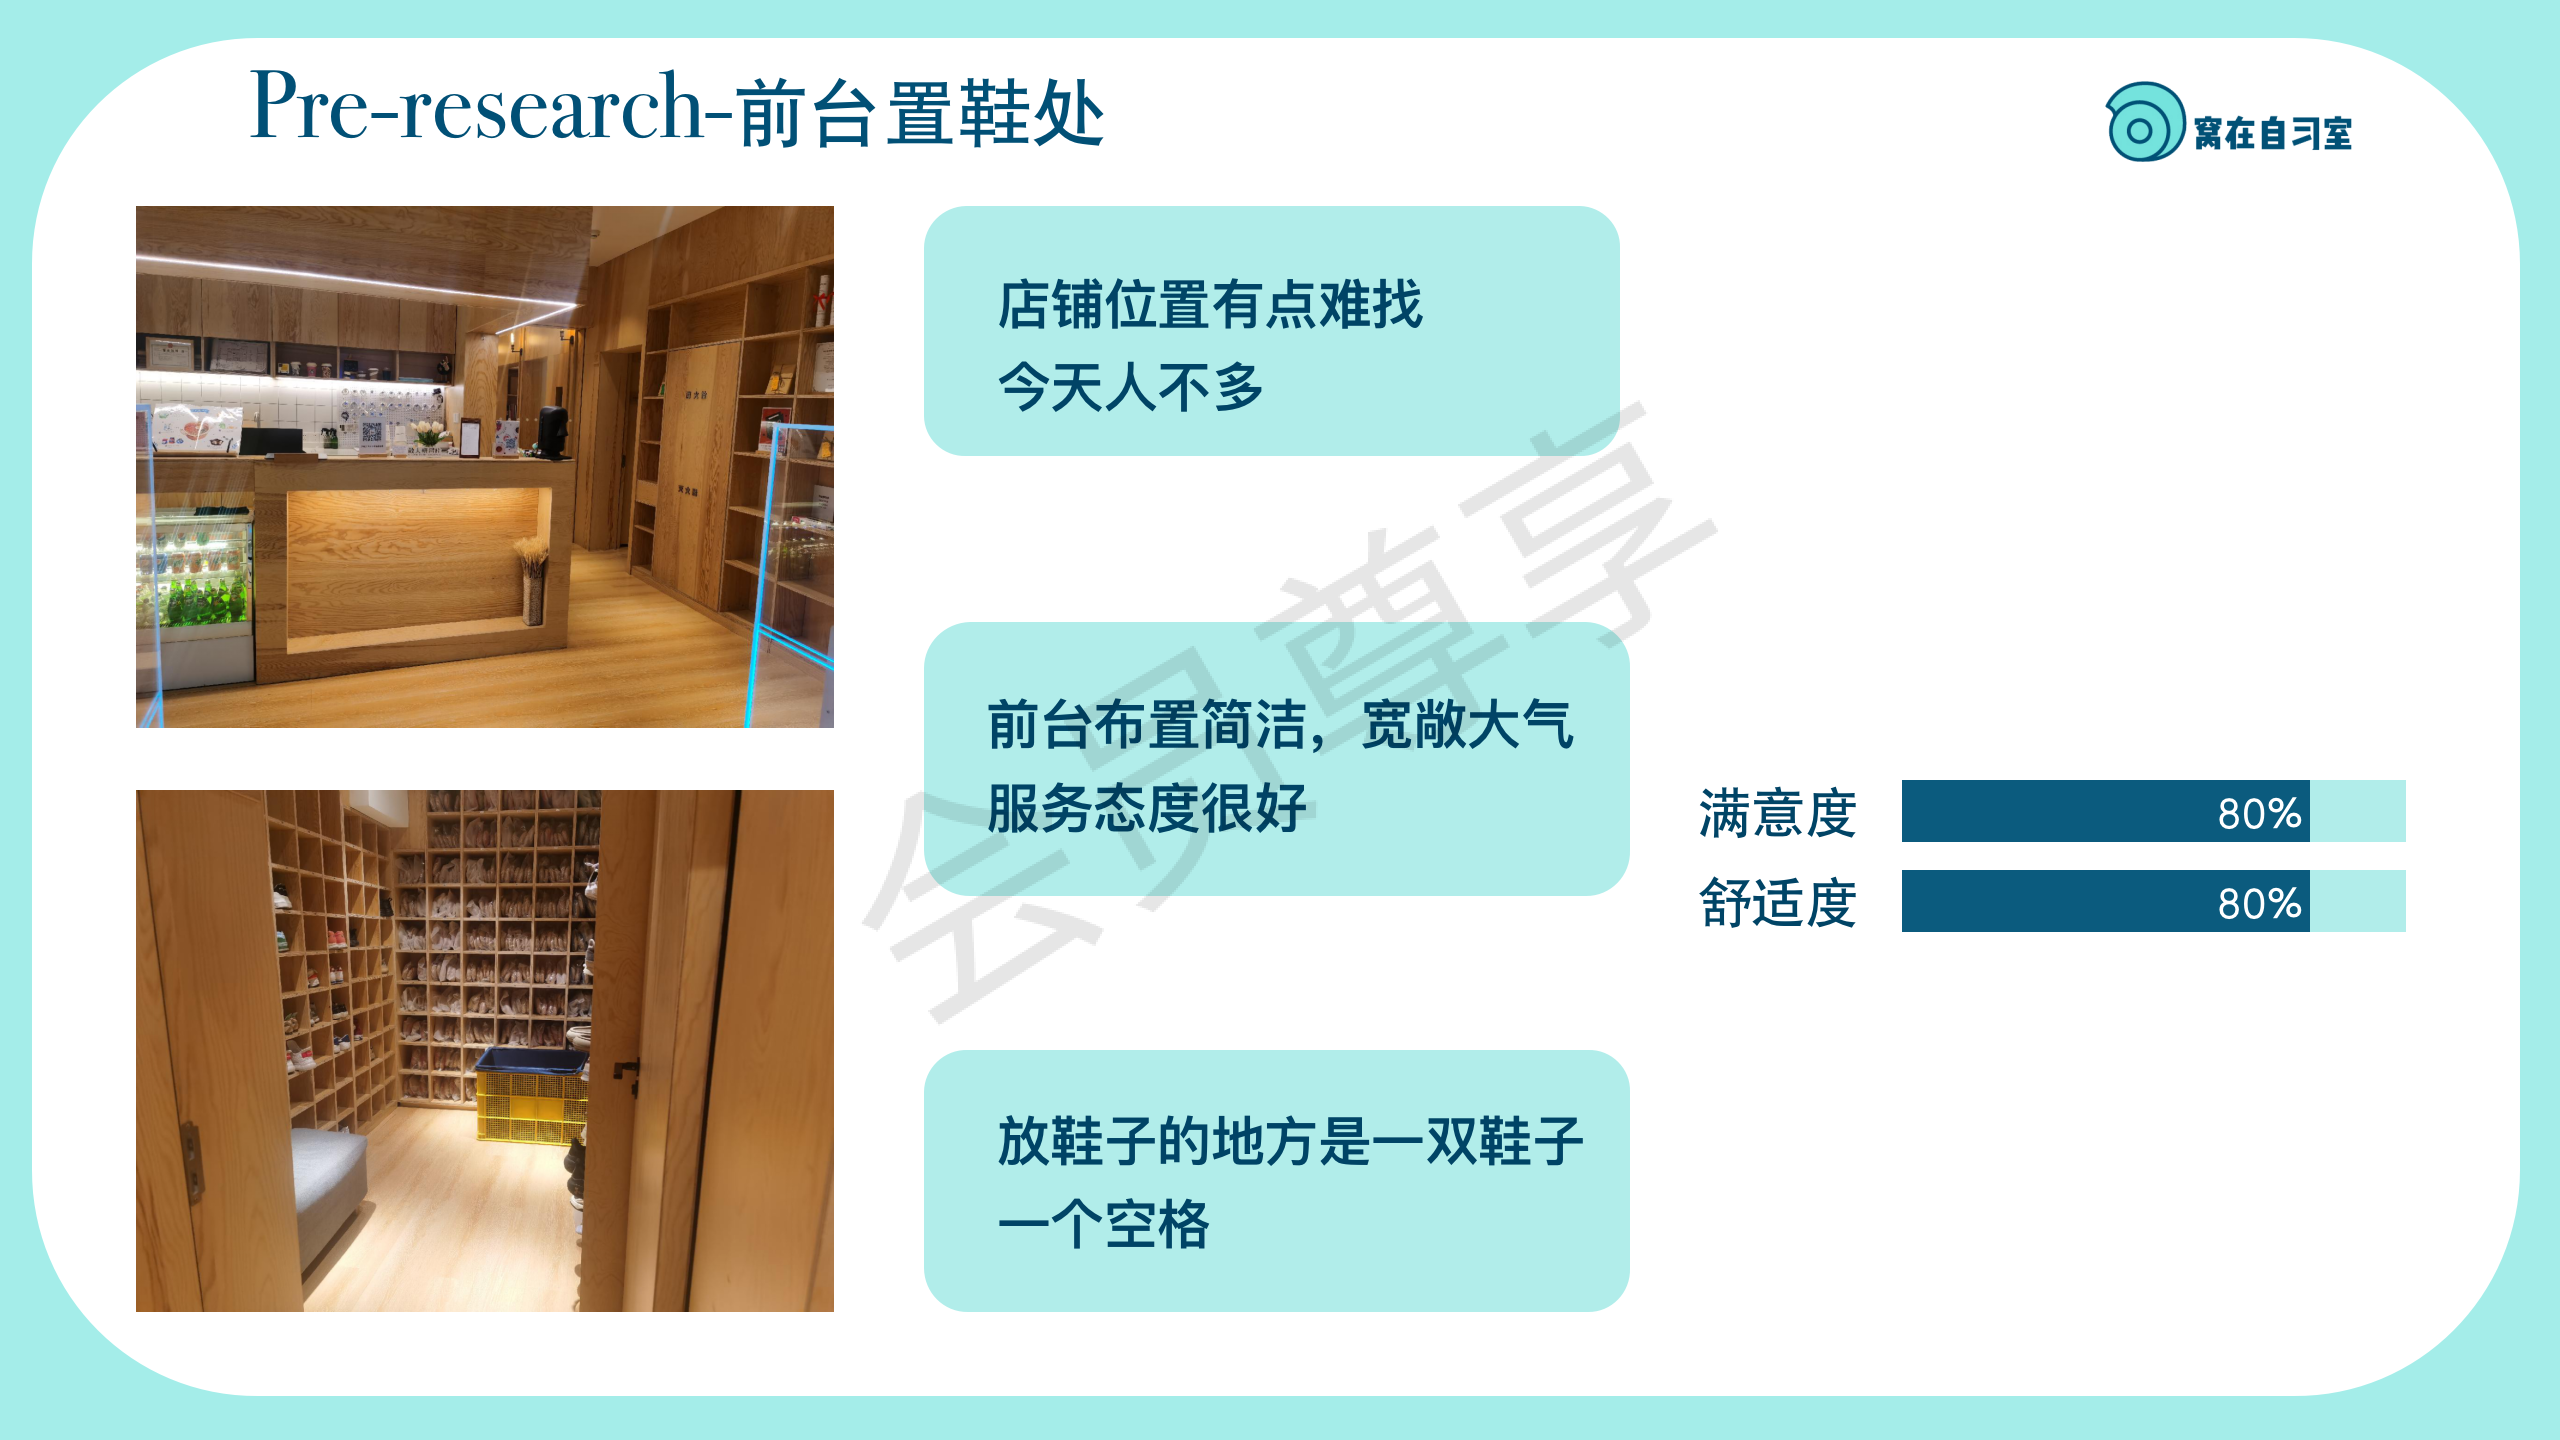 Pre-research-前台置鞋处
窝在自习室
店铺位置有点难找
今天人不多
前台布置简洁，宽敞大气
服务态度很好
满意度 80%
舒适度 80%
放鞋子的地方是一双鞋子
一个空格
会员尊享